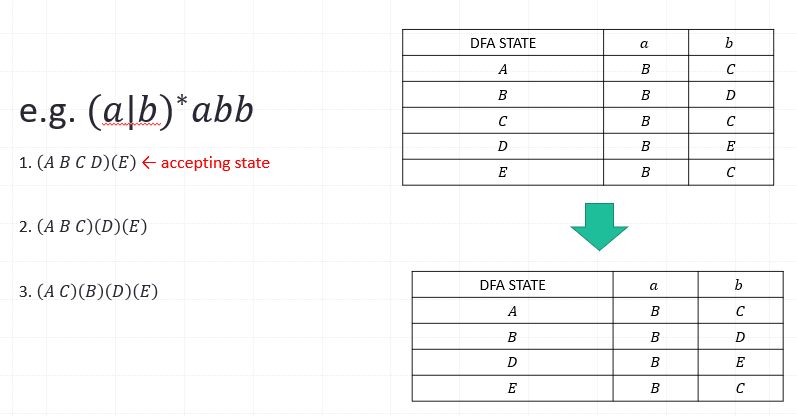 e.g. (a|b)*abb
1. (A B C D)(E) ← accepting state
2. (A B C)(D)(E)
3. (A C)(B)(D)(E)
DFA STATE a b
A B C
B B D
C B C
D B E
E B C
DFA STATE a b
A B C
B B D
D B E
E B C